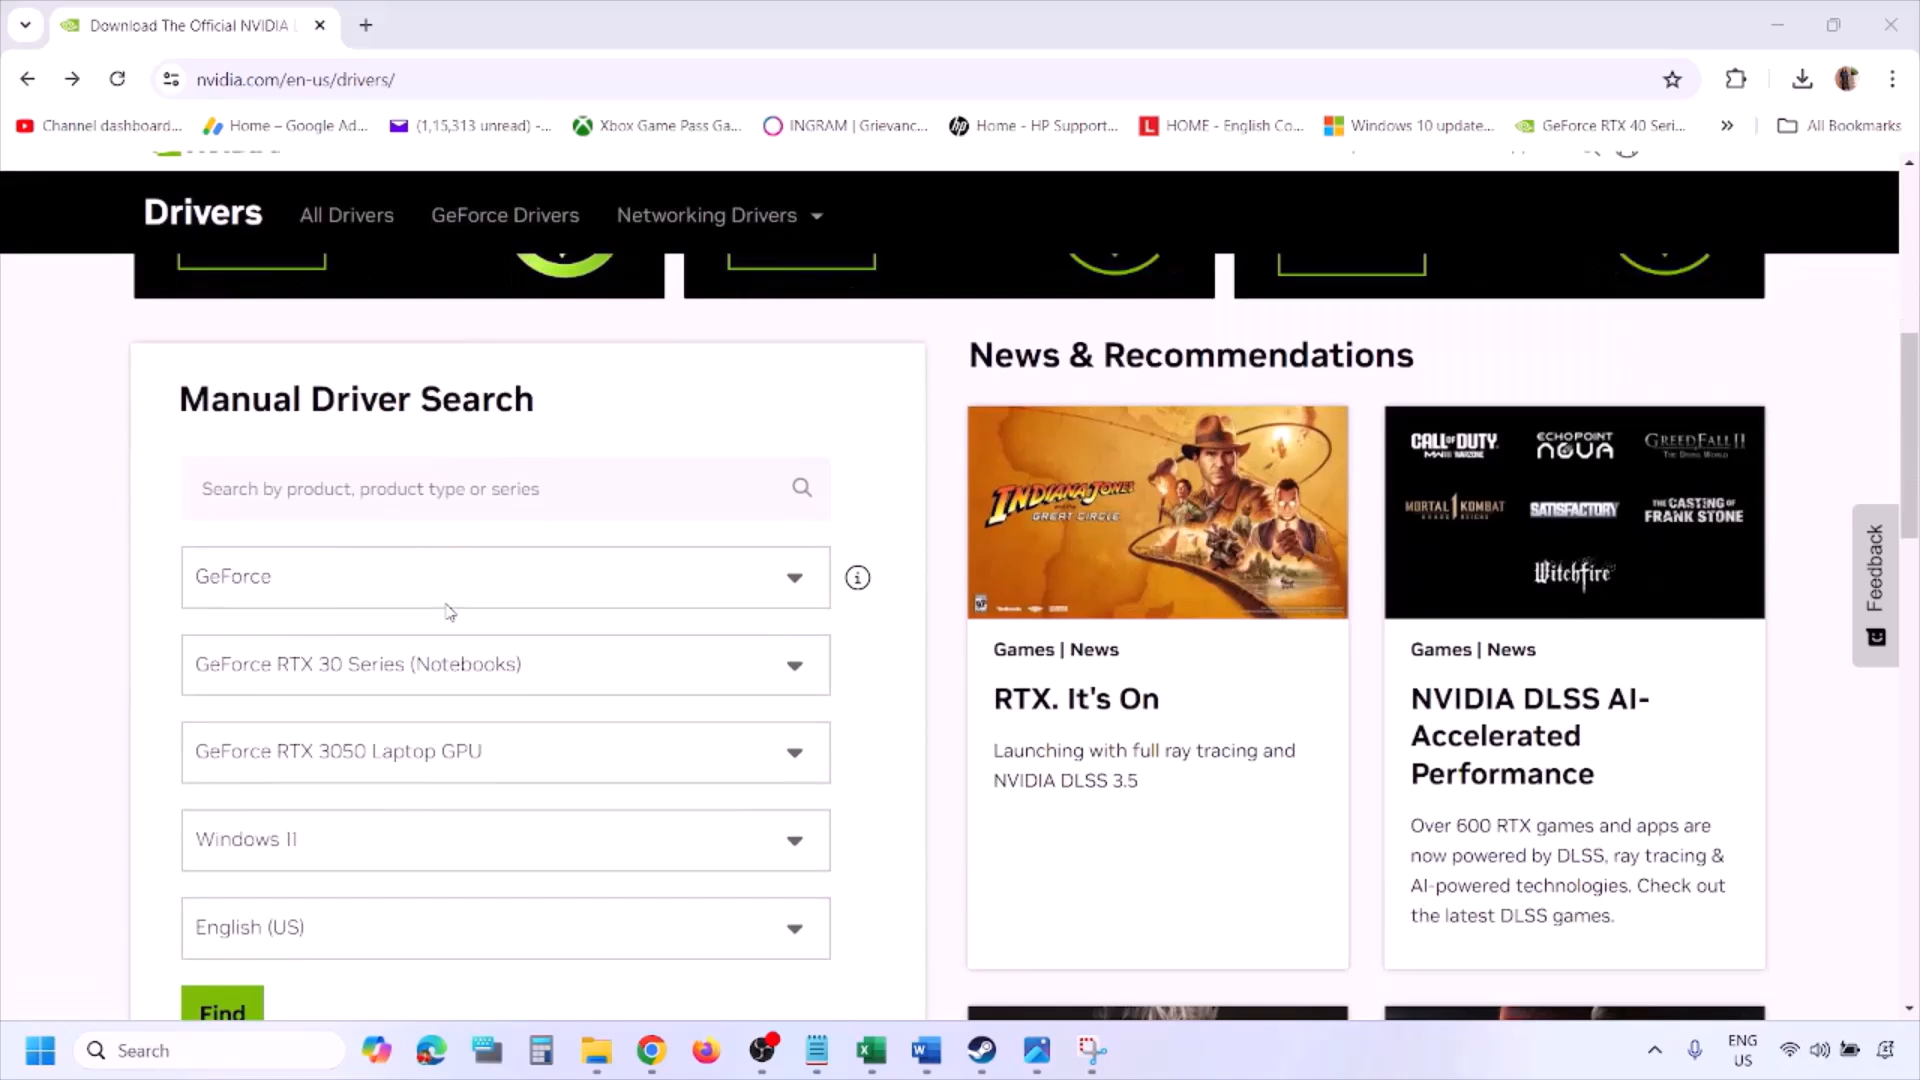 Download The Official NVIDIA
nvidia.com/en-us/drivers/
Channel dashboard...
Home – Google Ad...
(1,15,313 unread) -...
Xbox Game Pass Ga...
INGRAM | Grievanc...
Home - HP Support...
HOME - English Co...
Windows 10 update...
GeForce RTX 40 Seri...
All Bookmarks
Drivers
All Drivers
GeForce Drivers
Networking Drivers
Manual Driver Search
Search by product, product type or series
GeForce
GeForce RTX 30 Series (Notebooks)
GeForce RTX 3050 Laptop GPU
Windows 11
English (US)
Find
News & Recommendations
INDIANA JONES
GREAT CIRCLE
Games | News
RTX. It's On
Launching with full ray tracing and
NVIDIA DLSS 3.5
CALL OF DUTY
ECHOPOINT
NOVA
GREEDFALL II
MORTAL KOMBAT
SATISFACTORY
THE CASTING OF
FRANK STONE
Witchfire
Games | News
NVIDIA DLSS AI-
Accelerated
Performance
Over 600 RTX games and apps are
now powered by DLSS, ray tracing &
AI-powered technologies. Check out
the latest DLSS games.
Feedback
Search
ENG
US